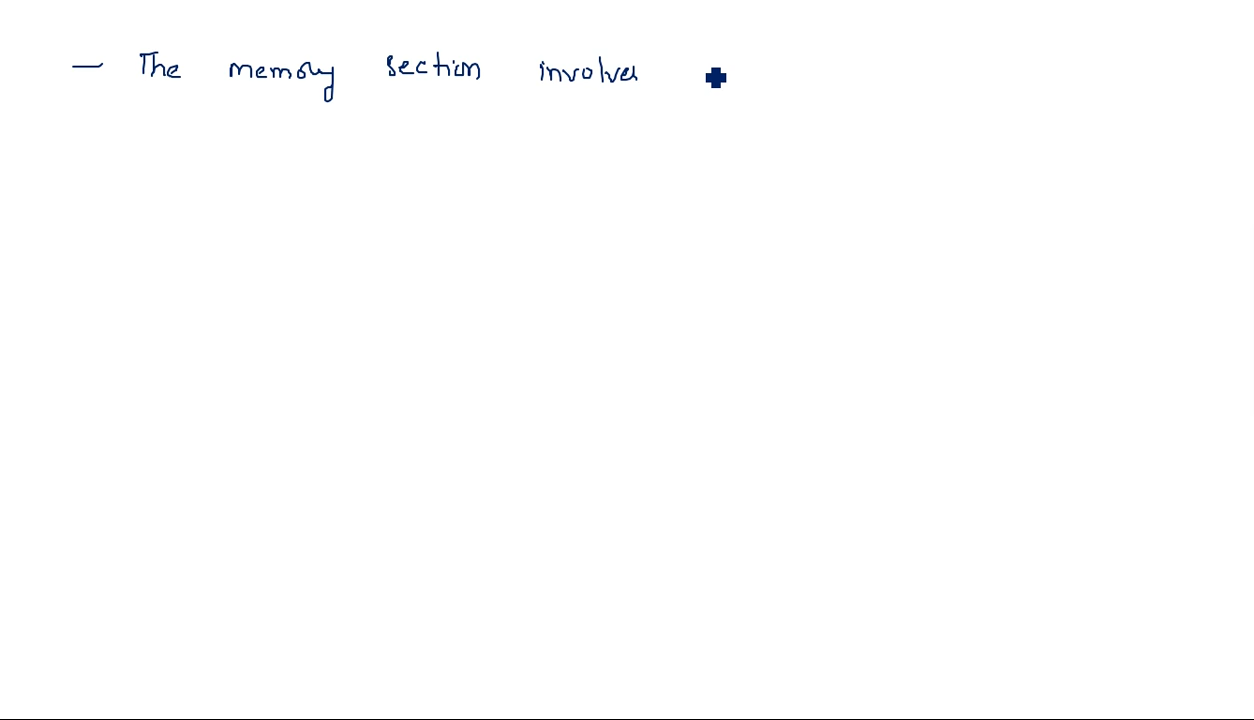 — The memory section involves